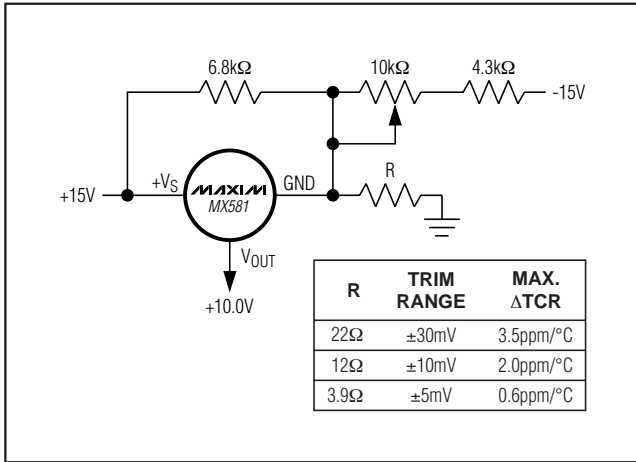 6.8kΩ
10kΩ
4.3kΩ
-15V
+15V
+VS
MAXIM
MX581
GND
R
VOUT
+10.0V
R TRIM RANGE MAX. ΔTCR
22Ω ±30mV 3.5ppm/°C
12Ω ±10mV 2.0ppm/°C
3.9Ω ±5mV 0.6ppm/°C